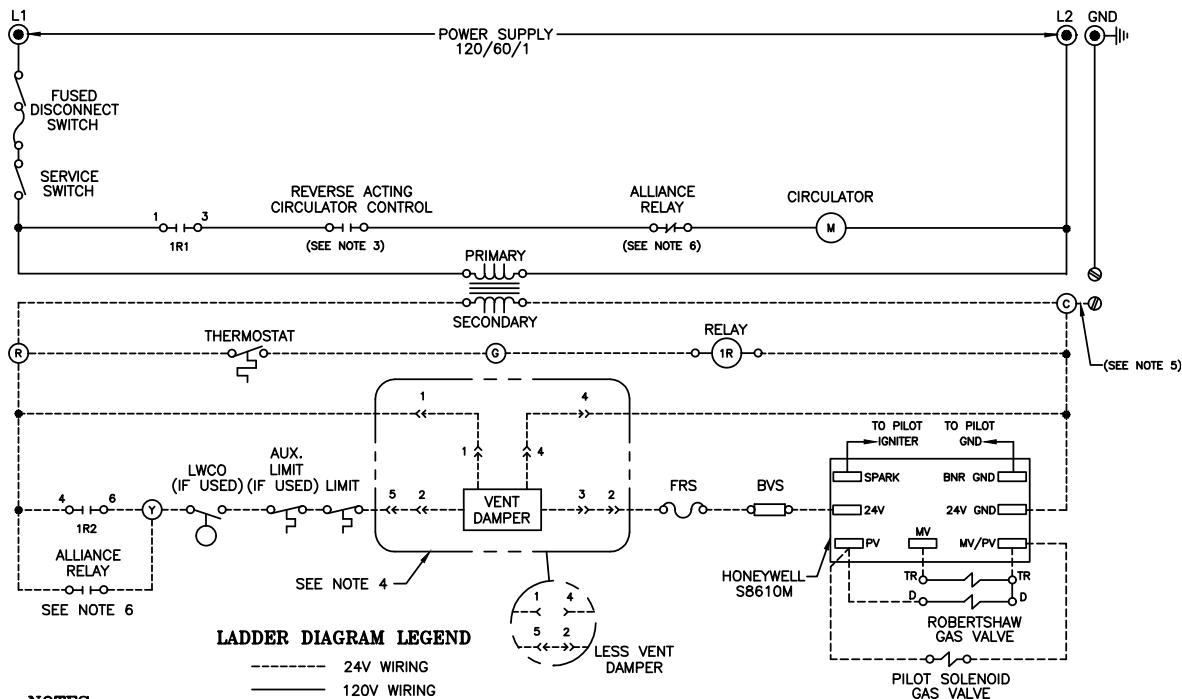 L1
L2
GND
POWER SUPPLY
120/60/1
FUSED
DISCONNECT
SWITCH
SERVICE
SWITCH
REVERSE ACTING
CIRCULATOR CONTROL
ALLIANCE
RELAY
CIRCULATOR
1
3
1R1
(SEE NOTE 3)
(SEE NOTE 6)
M
PRIMARY
SECONDARY
C
THERMOSTAT
RELAY
R
G
1R
(SEE NOTE 5)
1
4
1
4
TO PILOT
IGNITER
TO PILOT
GND
SPARK
BNR GND
LWCO
(IF USED)
AUX.
LIMIT
(IF USED)
LIMIT
4
6
1R2
Y
5
2
VENT
DAMPER
3
2
FRS
BVS
24V
24V GND
PV
MV
MV/PV
ALLIANCE
RELAY
SEE NOTE 6
SEE NOTE 4
HONEYWELL
S8610M
TR
TR
D
D
ROBERTSHAW
GAS VALVE
1
4
5
2
LESS VENT
DAMPER
PILOT SOLENOID
GAS VALVE
LADDER DIAGRAM LEGEND
24V WIRING
120V WIRING
NOTES